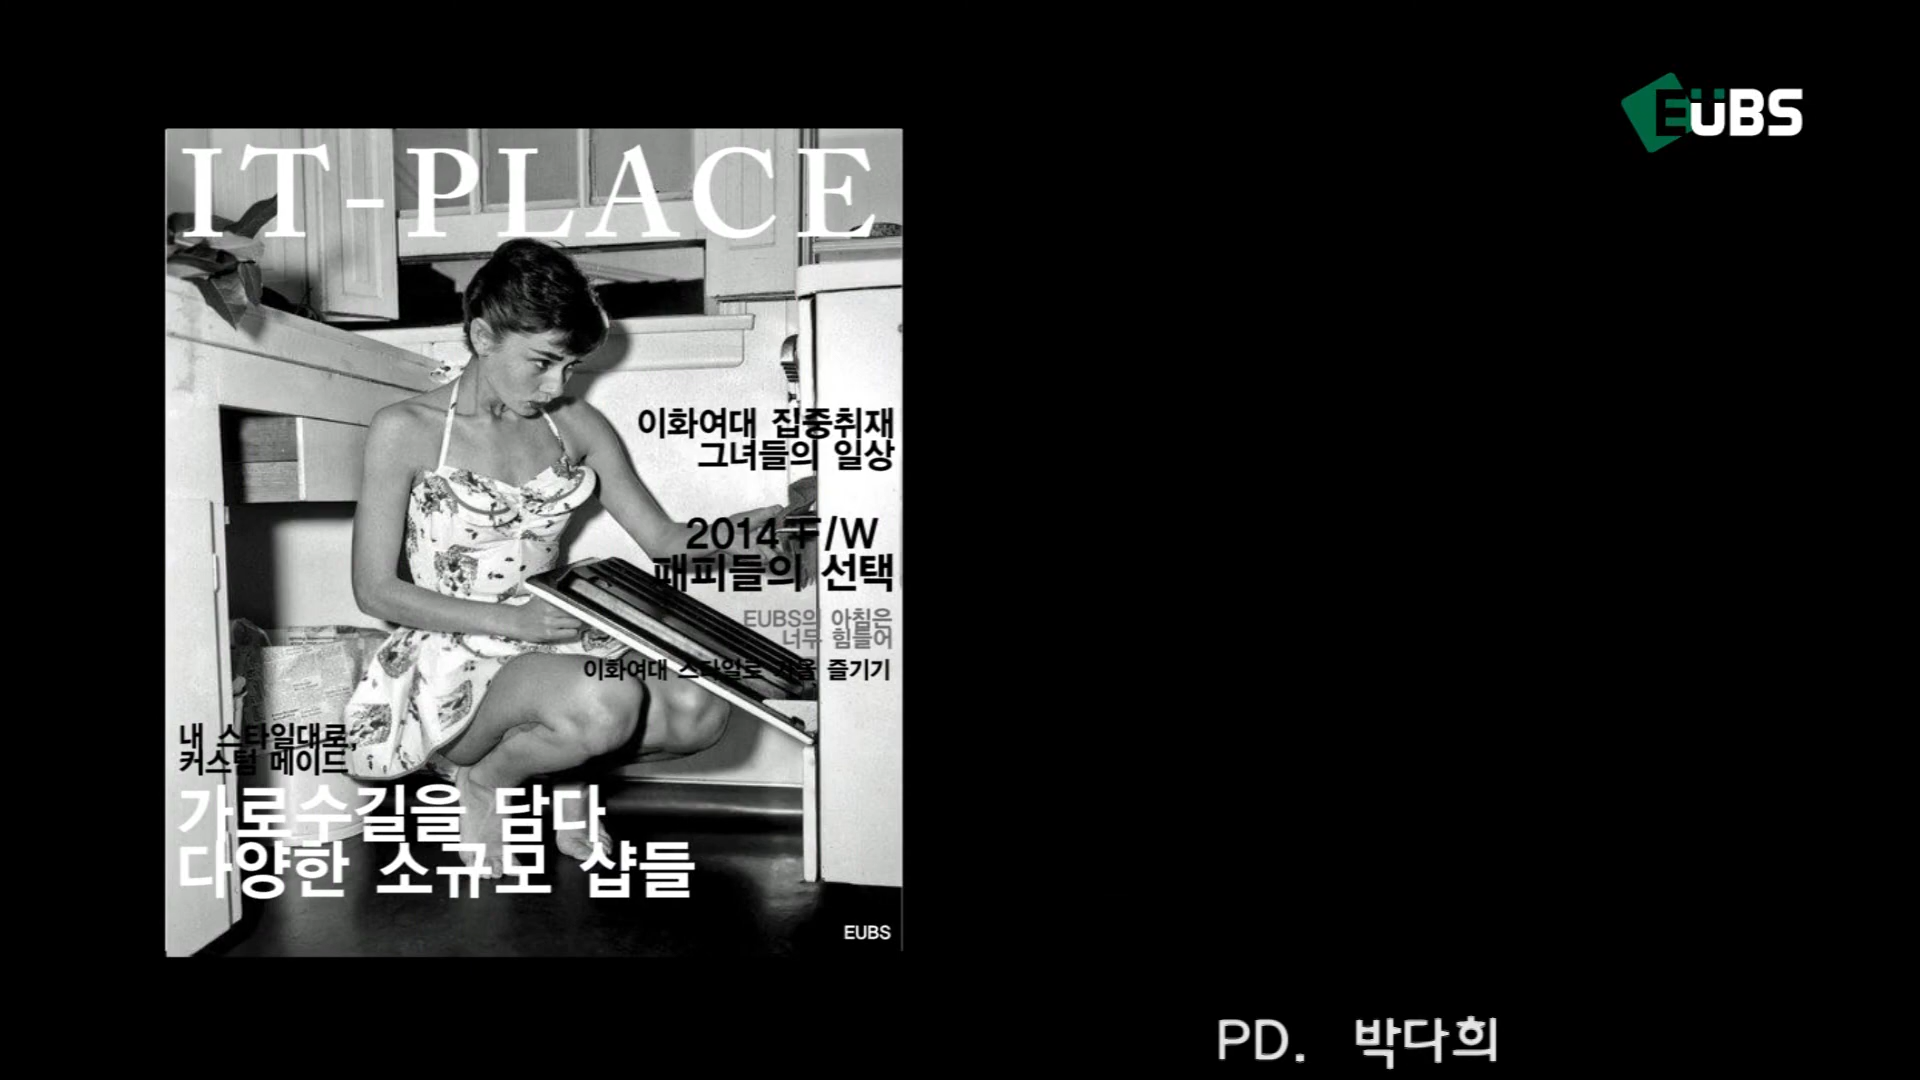 IT-PLACE
이화여대 집중취재
그녀들의 일상
2014 F/W
패피들의 선택
EUBS의 아침은
너무 힘들어
이화여대 스타일로 가을 즐기기
내 스타일대로,
커스텀 메이드
가로수길을 담다
다양한 소규모 샵들
EUBS
EUBS
PD. 박다희